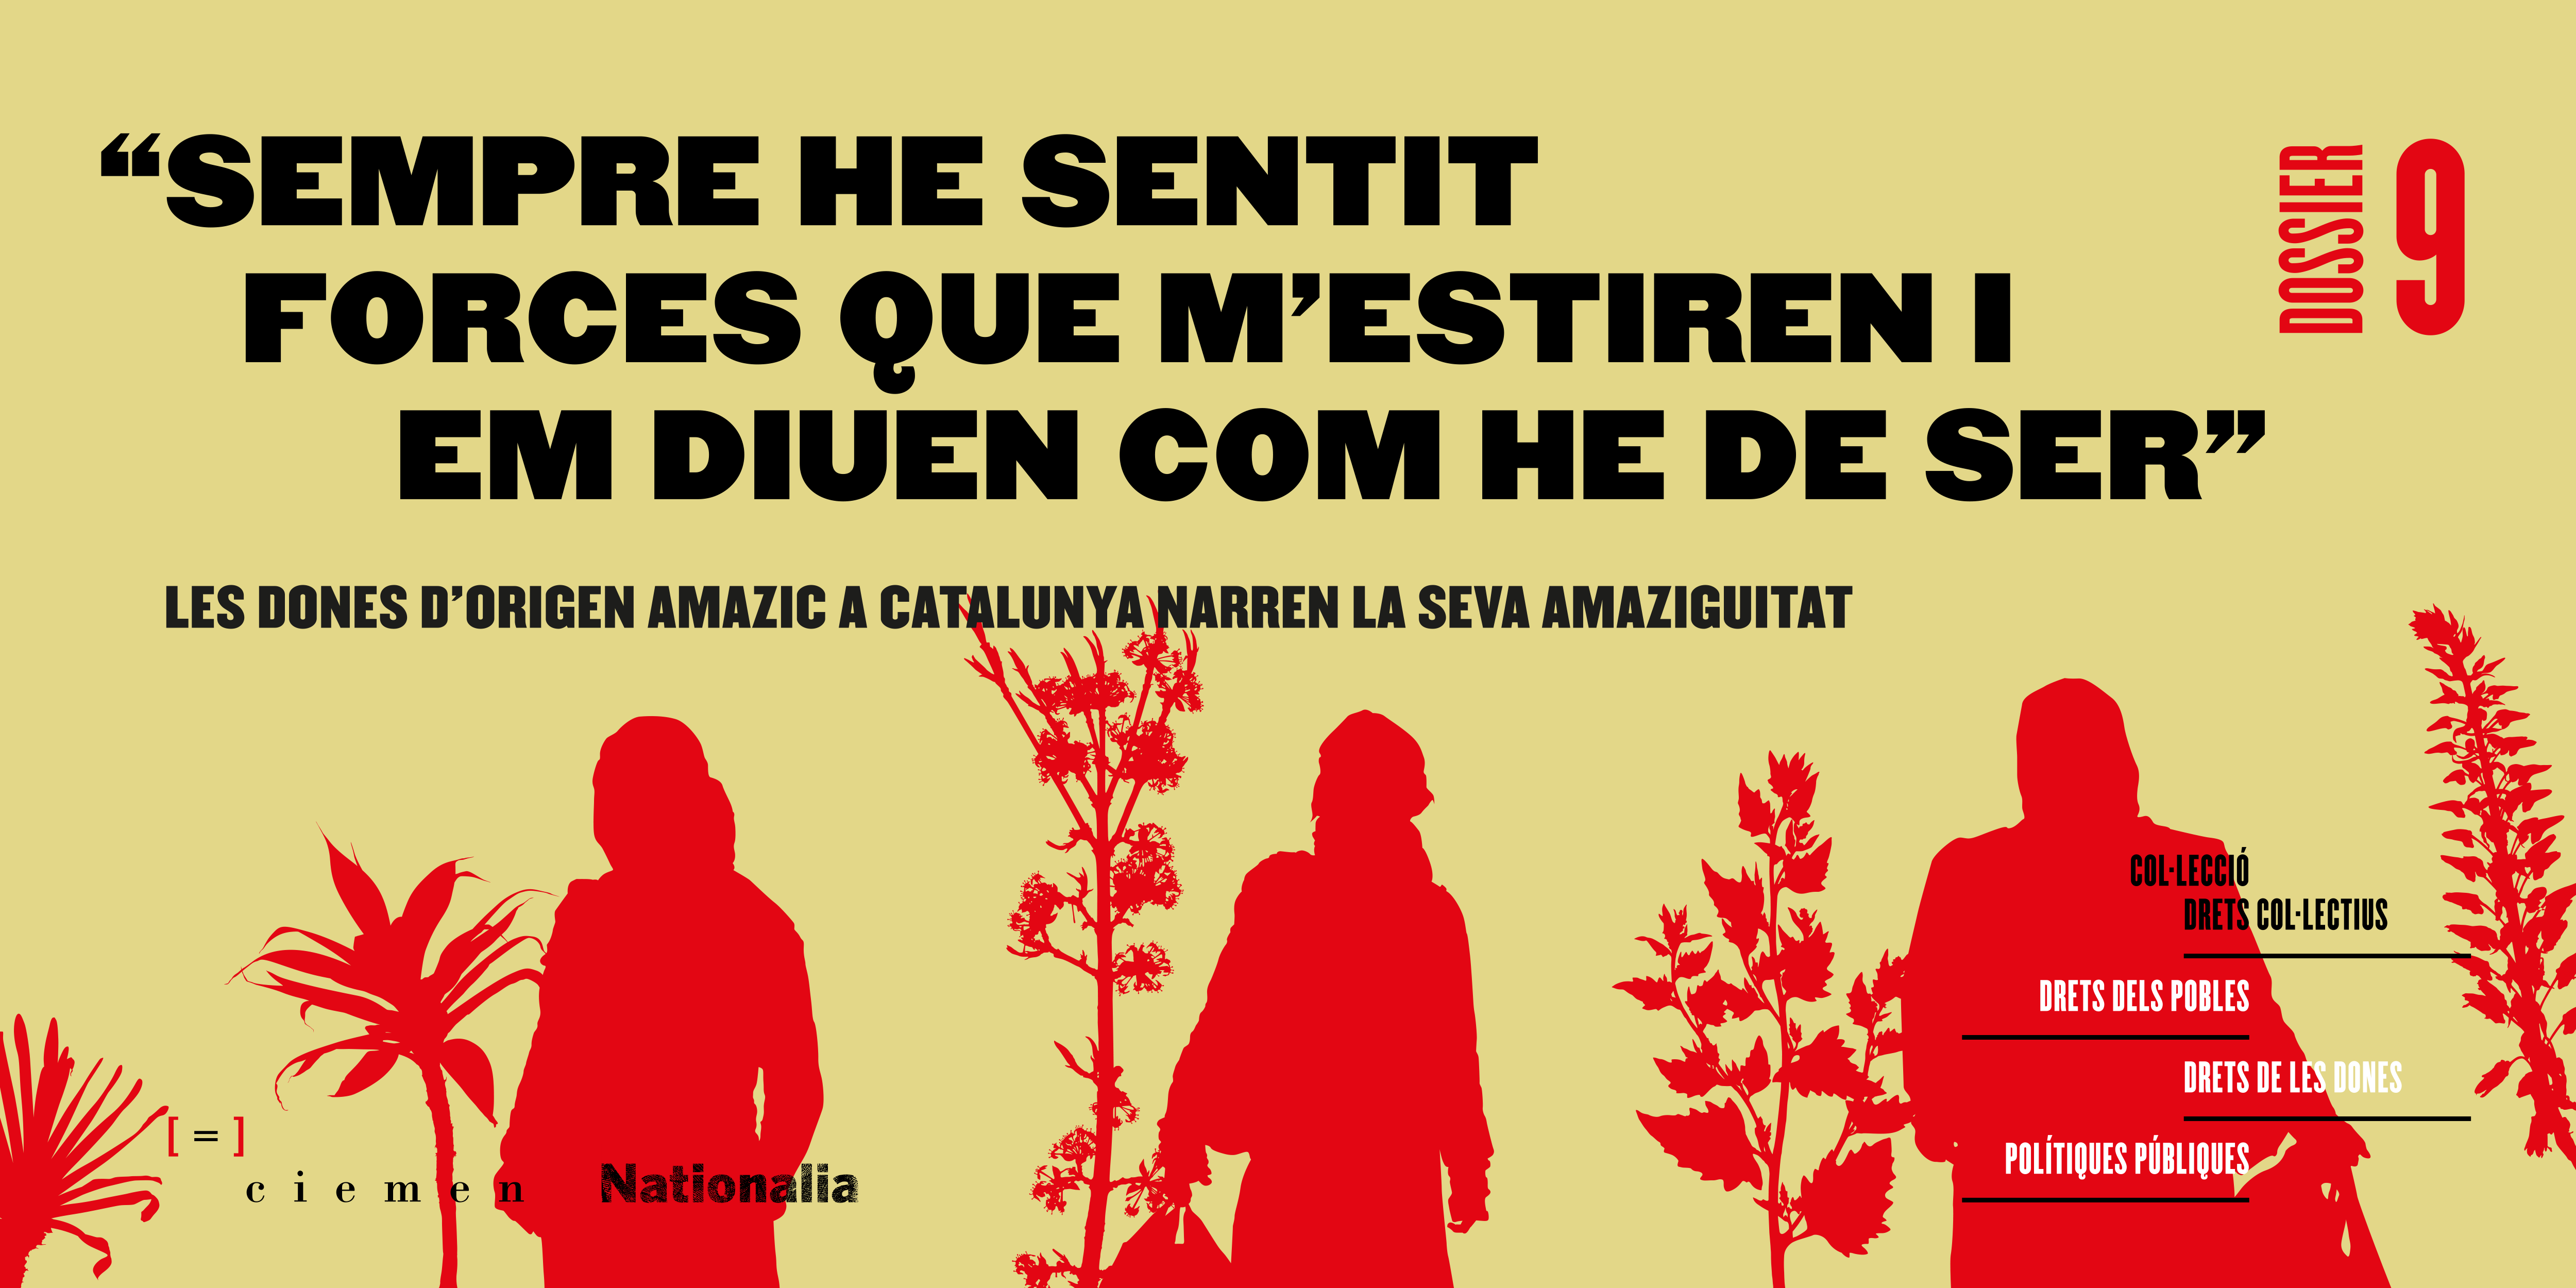 “SEMPRE HE SENTIT
FORCES QUE M’ESTIREN I
EM DIUEN COM HE DE SER”
DOSSIER 9
LES DONES D’ORIGEN AMAZIC A CATALUNYA NARREN LA SEVA AMAZIGUITAT
COL·LECCIÓ
DRETS COL·LECTIUS
DRETS DELS POBLES
DRETS DE LES DONES
POLÍTIQUES PÚBLIQUES
[=]
ciemen
Nationalia